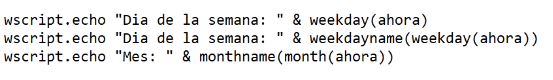 wscript.echo "Dia de la semana: " & weekday(ahora)
wscript.echo "Dia de la semana: " & weekdayname(weekday(ahora))
wscript.echo "Mes: " & monthname(month(ahora))